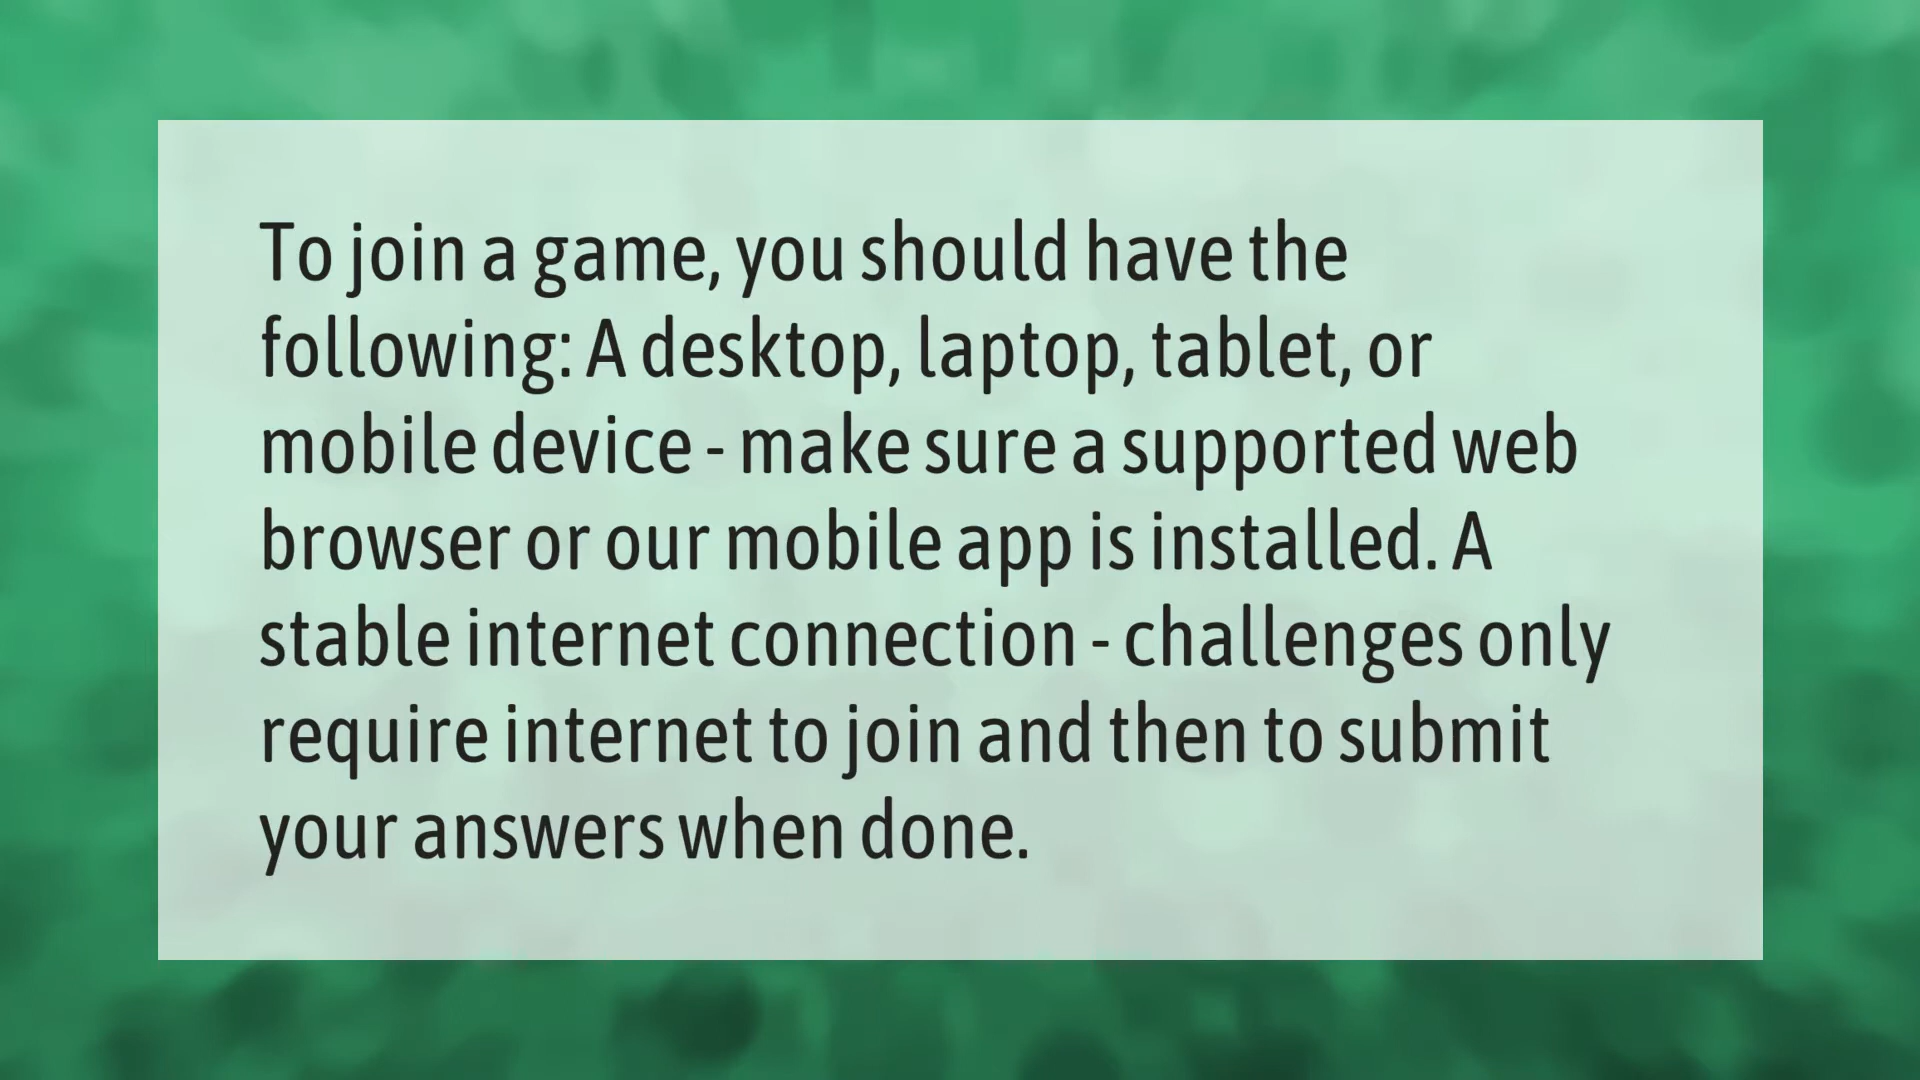 To join a game, you should have the
following: A desktop, laptop, tablet, or
mobile device - make sure a supported web
browser or our mobile app is installed. A
stable internet connection - challenges only
require internet to join and then to submit
your answers when done.